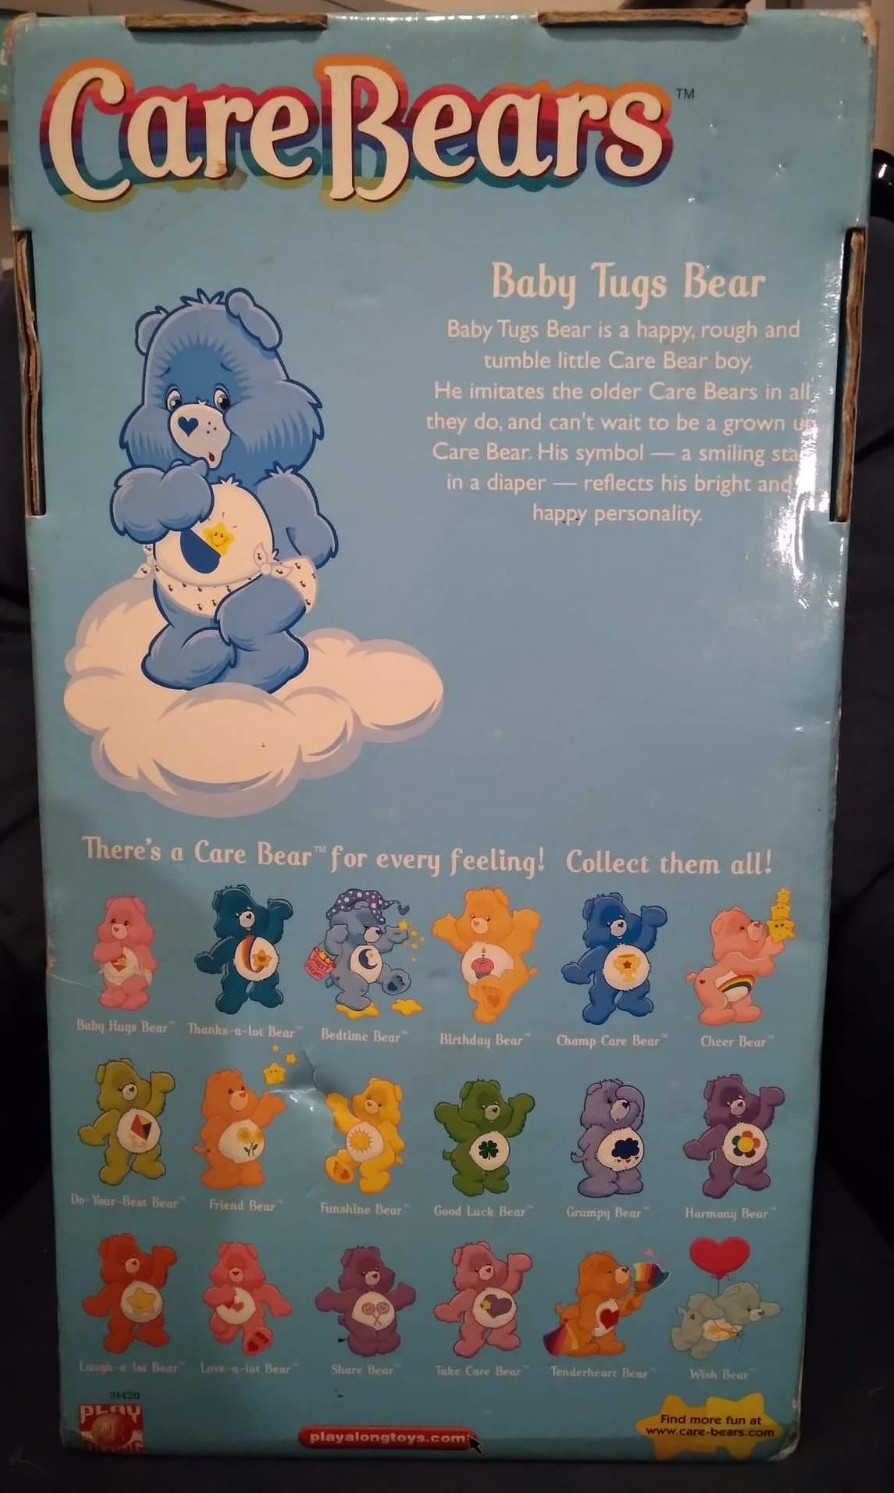 Care Bears™
Baby Tugs Bear
Baby Tugs Bear is a happy, rough and
tumble little Care Bear boy.
He imitates the older Care Bears in all
they do, and can't wait to be a grown up
Care Bear. His symbol — a smiling star
in a diaper — reflects his bright and
happy personality.
There's a Care Bear™ for every feeling! Collect them all!
Baby Hugs Bear™ Thanks-a-lot Bear™ Bedtime Bear™ Birthday Bear™ Champ Care Bear™ Cheer Bear™
Do-Your-Best Bear™ Friend Bear™ Funshine Bear™ Good Luck Bear™ Grumpy Bear™ Harmony Bear™
Laugh-a-lot Bear™ Love-a-lot Bear™ Share Bear™ Take Care Bear™ Tenderheart Bear™ Wish Bear™
31420
PLAY
playalongtoys.com
Find more fun at
www.care-bears.com